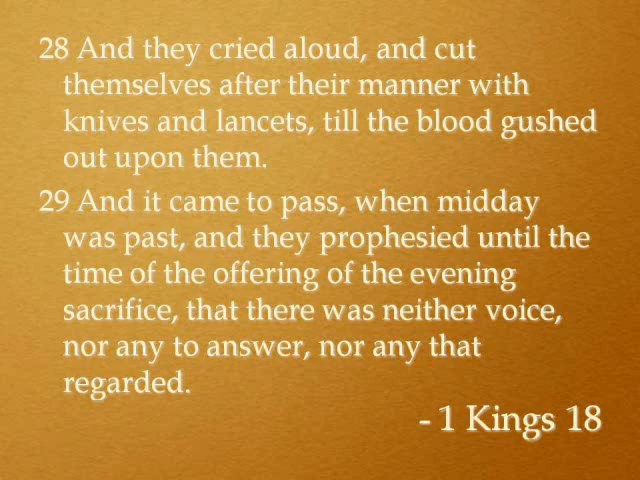 28 And they cried aloud, and cut
themselves after their manner with
knives and lancets, till the blood gushed
out upon them.
29 And it came to pass, when midday
was past, and they prophesied until the
time of the offering of the evening
sacrifice, that there was neither voice,
nor any to answer, nor any that
regarded.
- 1 Kings 18